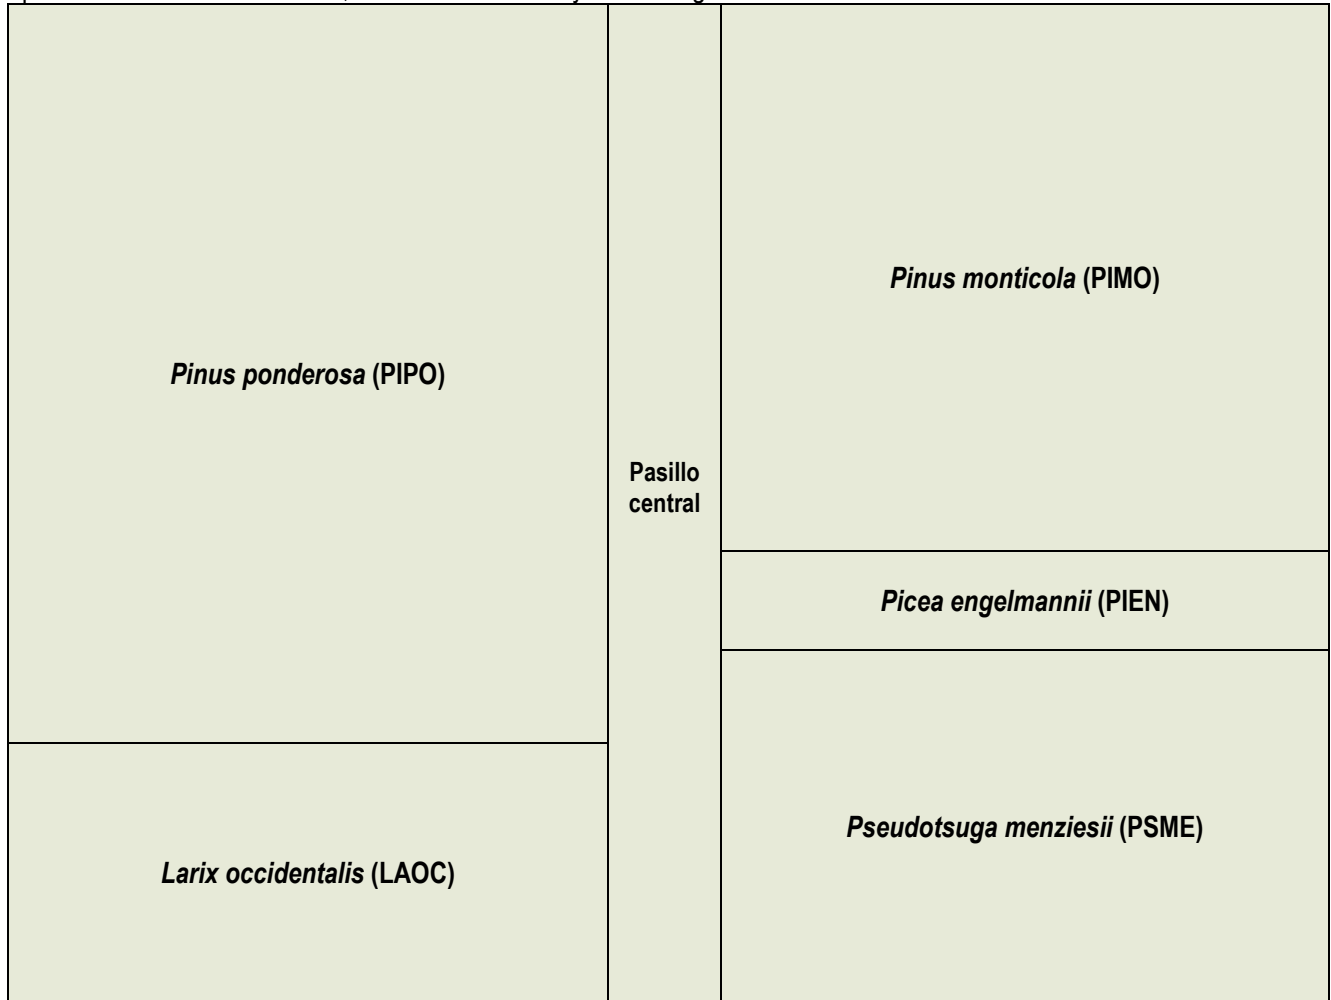 Pinus ponderosa (PIPO)
Larix occidentalis (LAOC)
Pasillo
central
Pinus monticola (PIMO)
Picea engelmannii (PIEN)
Pseudotsuga menziesii (PSME)